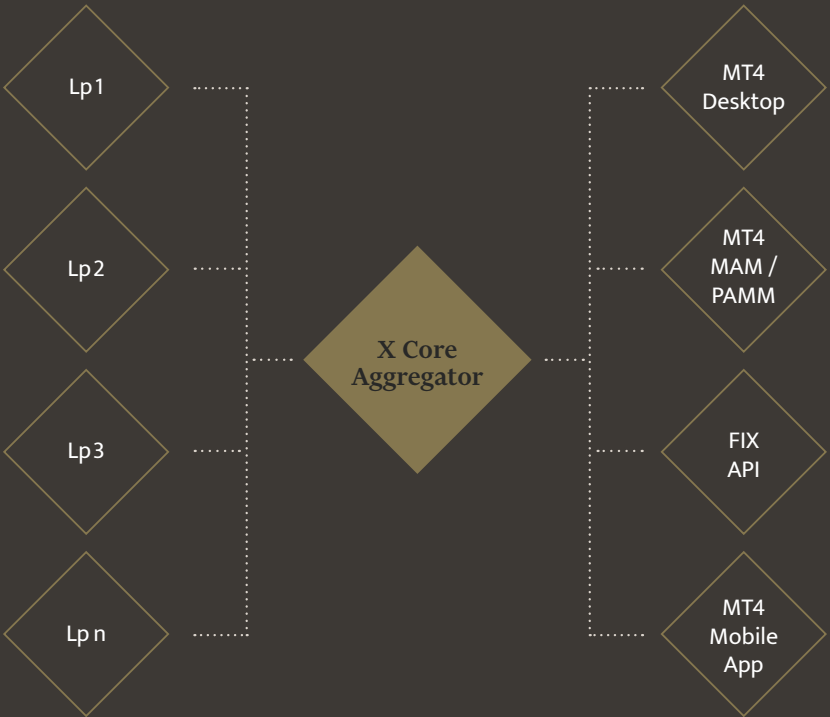 Lp1
Lp2
Lp3
Lp n
X Core
Aggregator
MT4
Desktop
MT4
MAM /
PAMM
FIX
API
MT4
Mobile
App